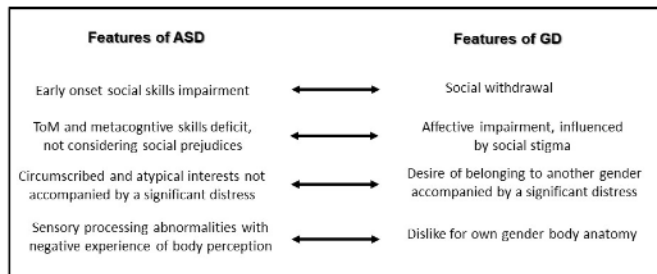 Features of ASD
Features of GD
Early onset social skills impairment
Social withdrawal
ToM and metacogntive skills deficit,
not considering social prejudices
Affective impairment, influenced
by social stigma
Circumscribed and atypical interests not
accompanied by a significant distress
Desire of belonging to another gender
accompanied by a significant distress
Sensory processing abnormalities with
negative experience of body perception
Dislike for own gender body anatomy